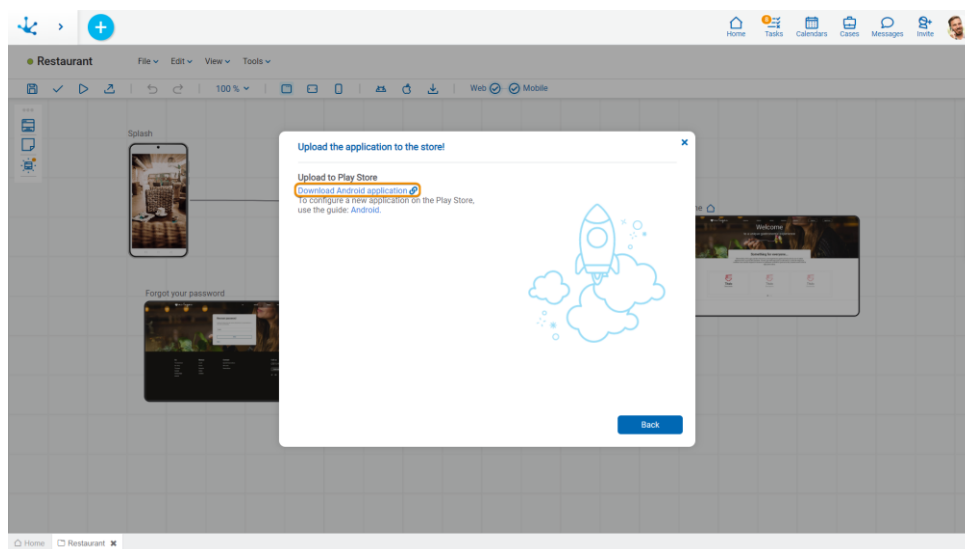 Home
Tasks
Calendars
Cases
Messages
Invite
Restaurant
File
Edit
View
Tools
100 %
Web
Mobile
Splash
Upload the application to the store!
Upload to Play Store
Download Android application
To configure a new application on the Play Store,
use the guide: Android.
Welcome
Forgot your password
Back
Home
Restaurant